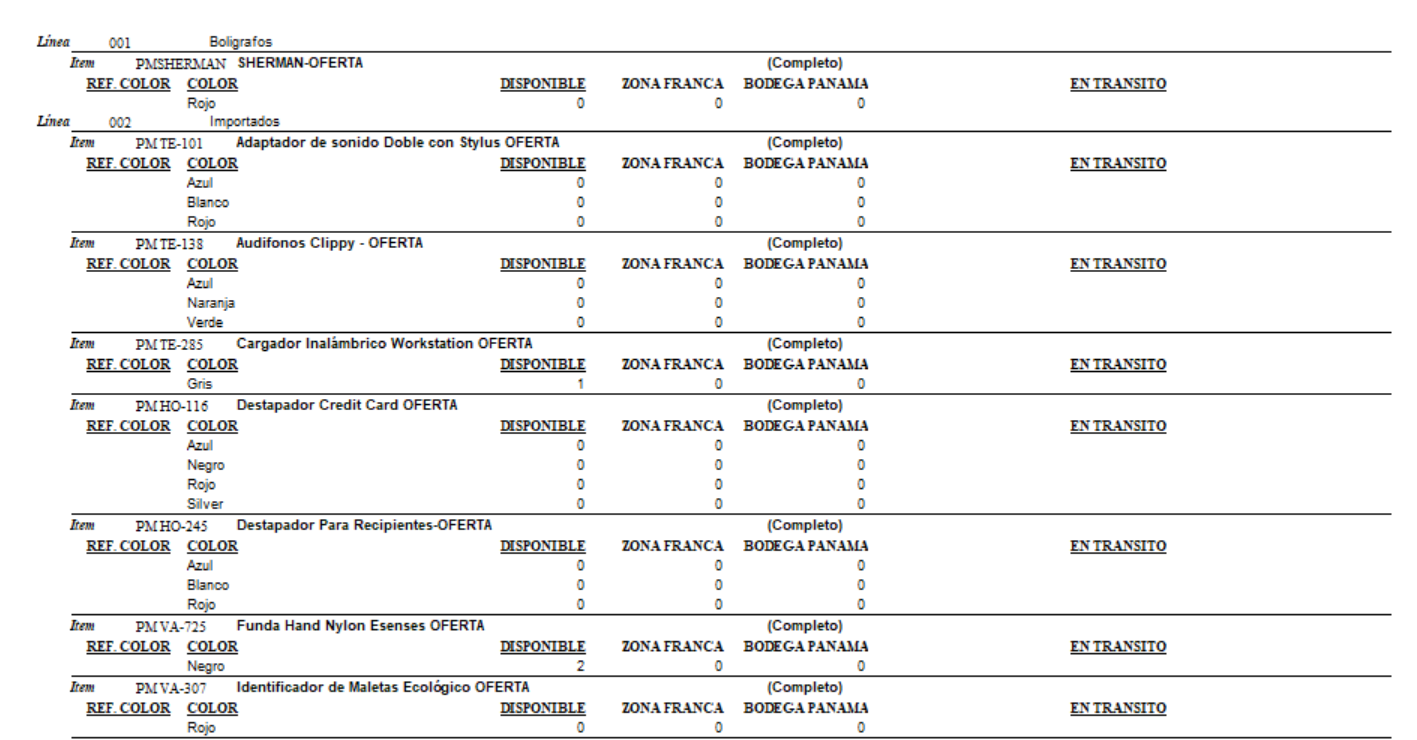 Línea 001 Boligrafos
Item PMSHERMAN SHERMAN-OFERTA (Completo)
REF. COLOR COLOR DISPONIBLE ZONA FRANCA BODEGA PANAMA EN TRANSITO
Rojo 0 0 0
Línea 002 Importados
Item PM TE-101 Adaptador de sonido Doble con Stylus OFERTA (Completo)
REF. COLOR COLOR DISPONIBLE ZONA FRANCA BODEGA PANAMA EN TRANSITO
Azul 0 0 0
Blanco 0 0 0
Rojo 0 0 0
Item PM TE-138 Audifonos Clippy - OFERTA (Completo)
REF. COLOR COLOR DISPONIBLE ZONA FRANCA BODEGA PANAMA EN TRANSITO
Azul 0 0 0
Naranja 0 0 0
Verde 0 0 0
Item PM TE-285 Cargador Inalámbrico Workstation OFERTA (Completo)
REF. COLOR COLOR DISPONIBLE ZONA FRANCA BODEGA PANAMA EN TRANSITO
Gris 1 0 0
Item PM HO-116 Destapador Credit Card OFERTA (Completo)
REF. COLOR COLOR DISPONIBLE ZONA FRANCA BODEGA PANAMA EN TRANSITO
Azul 0 0 0
Negro 0 0 0
Rojo 0 0 0
Silver 0 0 0
Item PM HO-245 Destapador Para Recipientes-OFERTA (Completo)
REF. COLOR COLOR DISPONIBLE ZONA FRANCA BODEGA PANAMA EN TRANSITO
Azul 0 0 0
Blanco 0 0 0
Rojo 0 0 0
Item PM VA-725 Funda Hand Nylon Esenses OFERTA (Completo)
REF. COLOR COLOR DISPONIBLE ZONA FRANCA BODEGA PANAMA EN TRANSITO
Negro 2 0 0
Item PM VA-307 Identificador de Maletas Ecológico OFERTA (Completo)
REF. COLOR COLOR DISPONIBLE ZONA FRANCA BODEGA PANAMA EN TRANSITO
Rojo 0 0 0